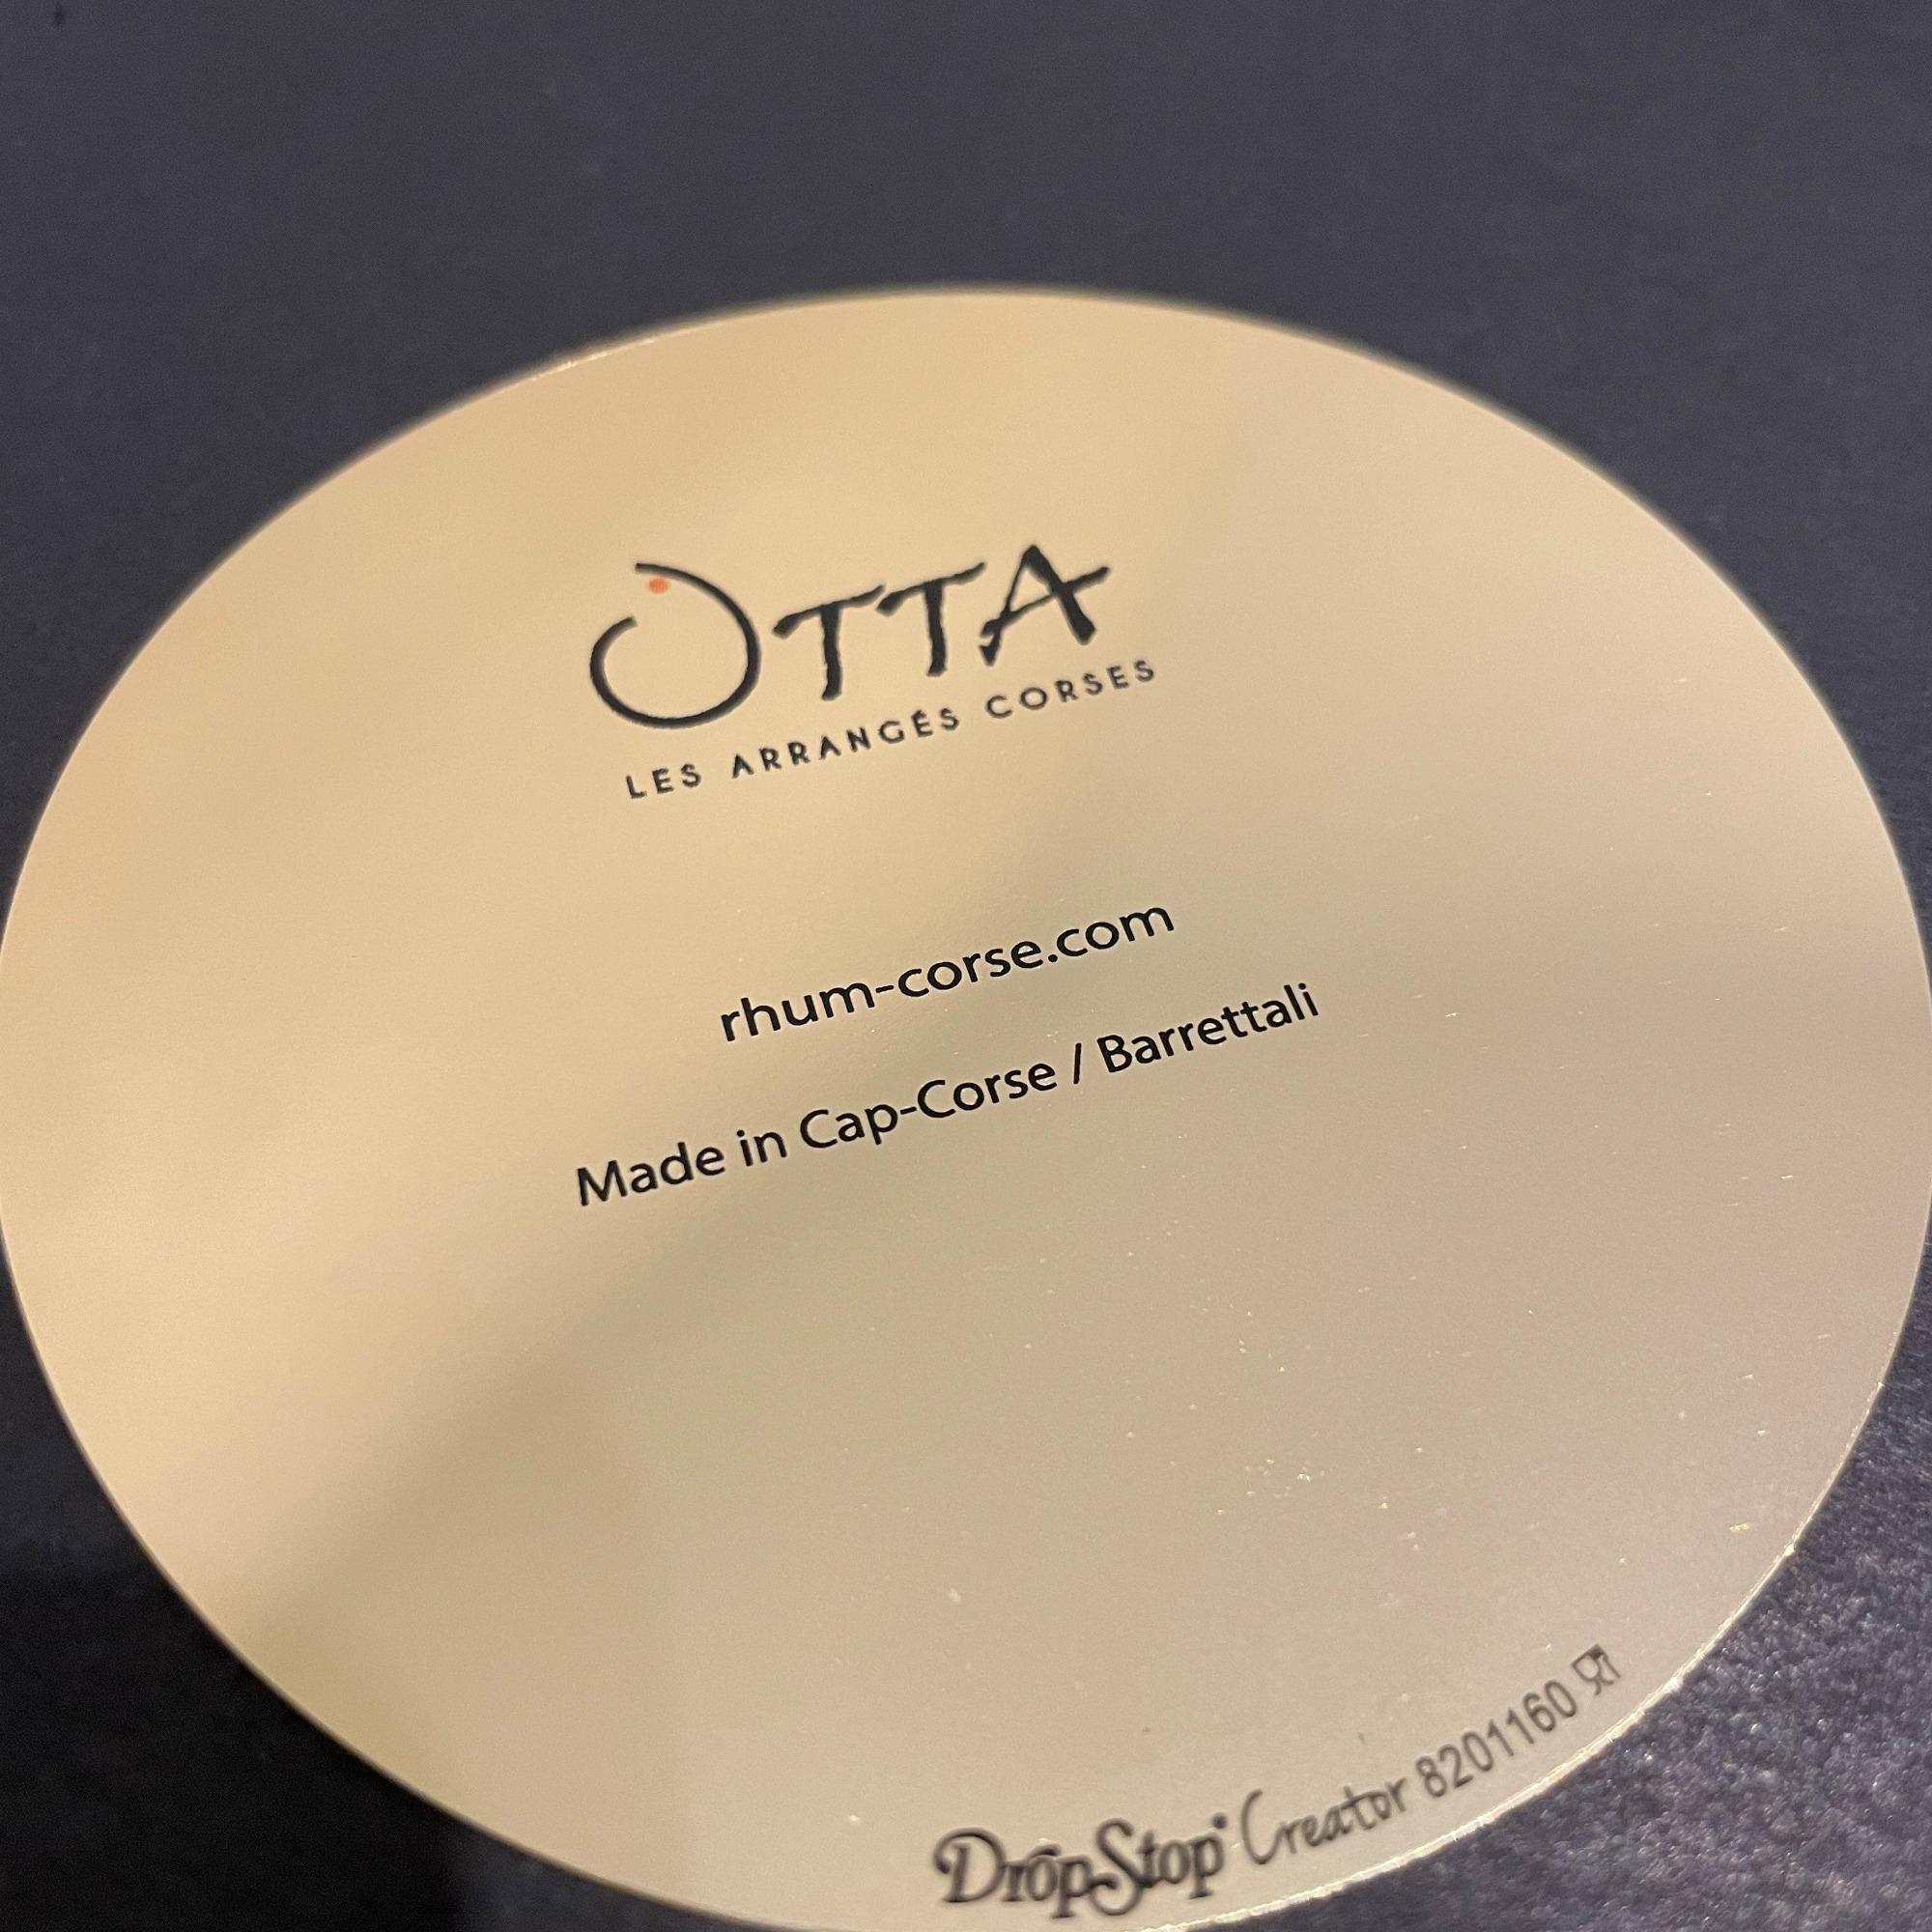 OTTA
LES ARRANGÉS CORSES
rhum-corse.com
Made in Cap-Corse / Barrettali
DropStop® Creator 8201160